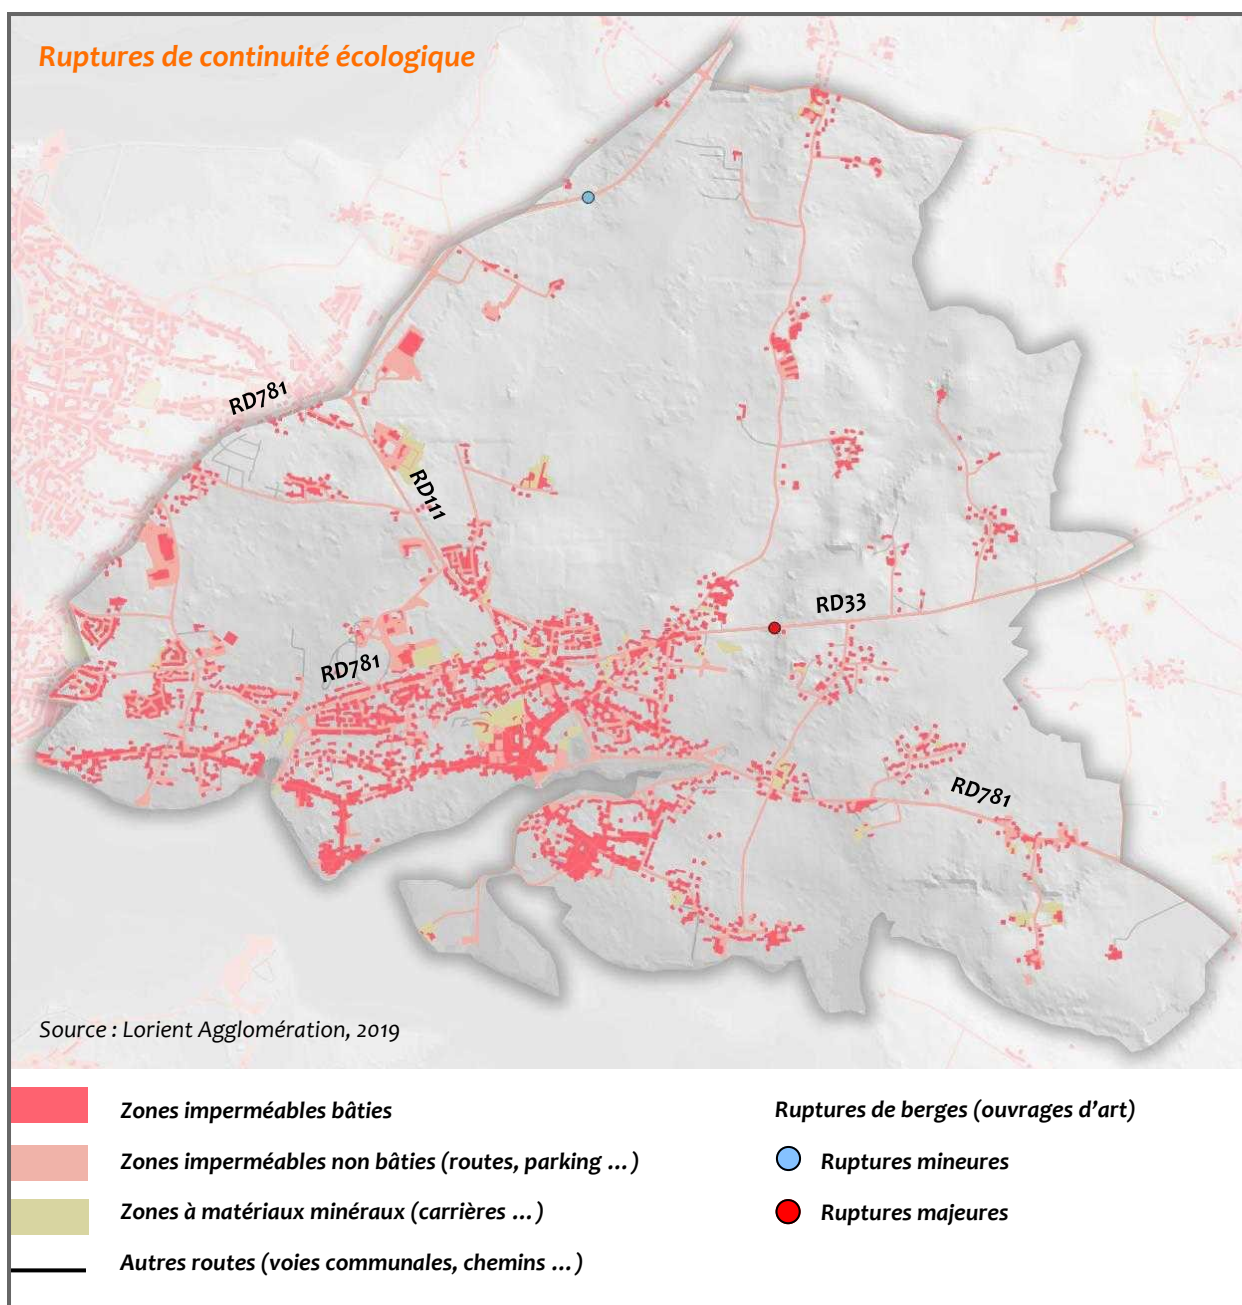 Ruptures de continuité écologique
RD781
RD111
RD33
RD781
RD781
Source : Lorient Agglomération, 2019
Zones imperméables bâties
Zones imperméables non bâties (routes, parking ...)
Zones à matériaux minéraux (carrières ...)
Autres routes (voies communales, chemins ...)
Ruptures de berges (ouvrages d'art)
Ruptures mineures
Ruptures majeures